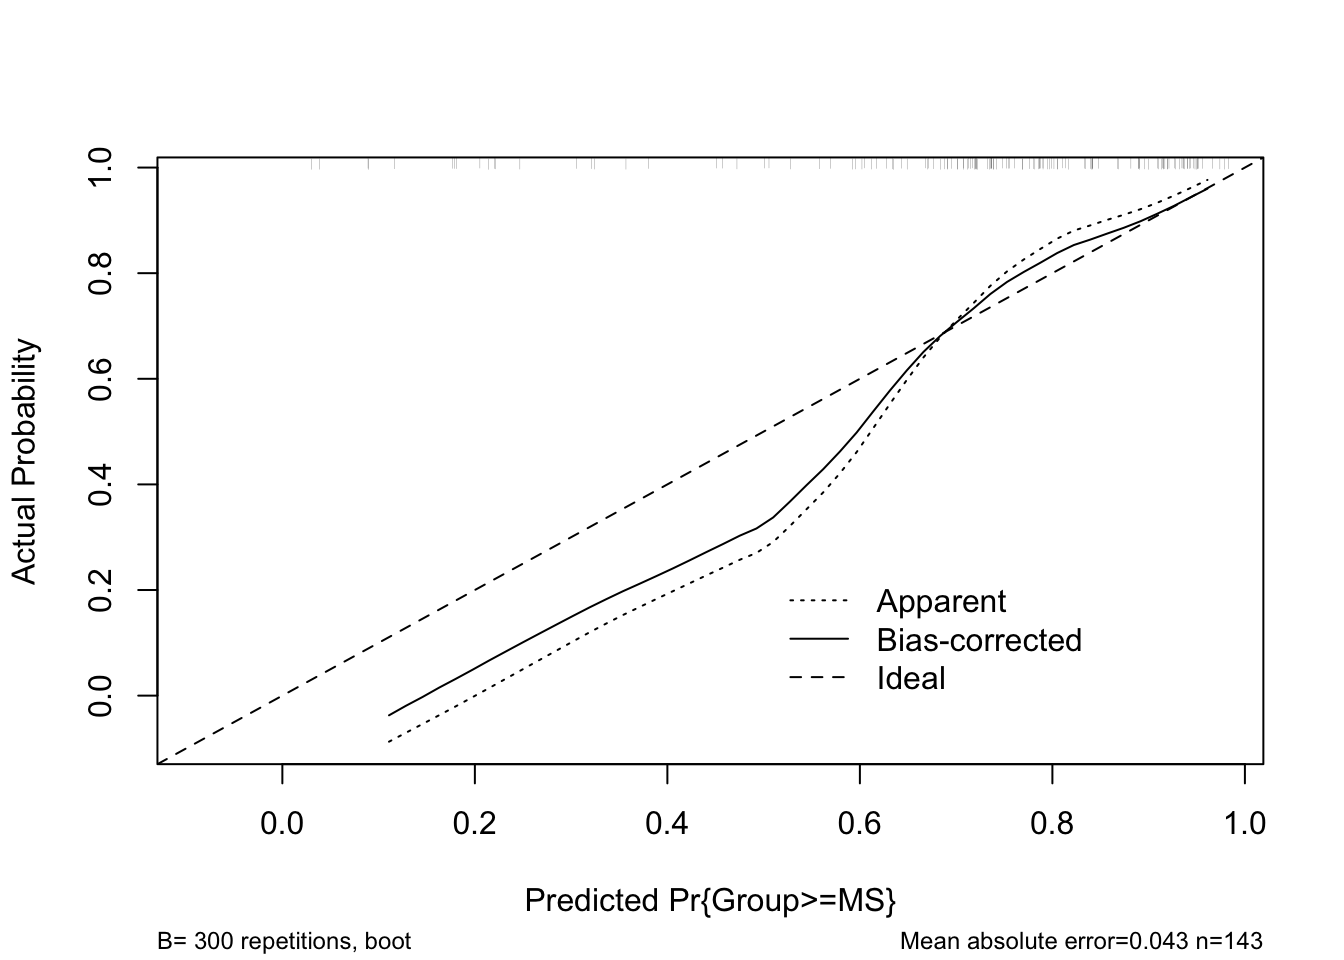 Actual Probability
1.0
0.8
0.6
0.4
0.2
0.0
Apparent
Bias-corrected
Ideal
0.0 0.2 0.4 0.6 0.8 1.0
Predicted Pr{Group>=MS}
B= 300 repetitions, boot
Mean absolute error=0.043 n=143